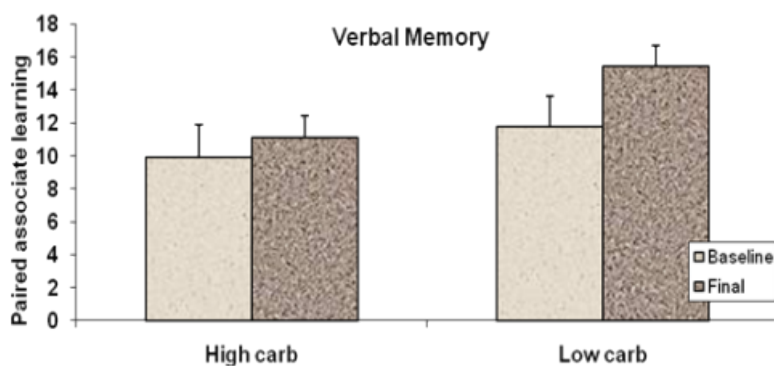 Verbal Memory
Paired associate learning
18
16
14
12
10
8
6
4
2
0
High carb
Low carb
Baseline
Final